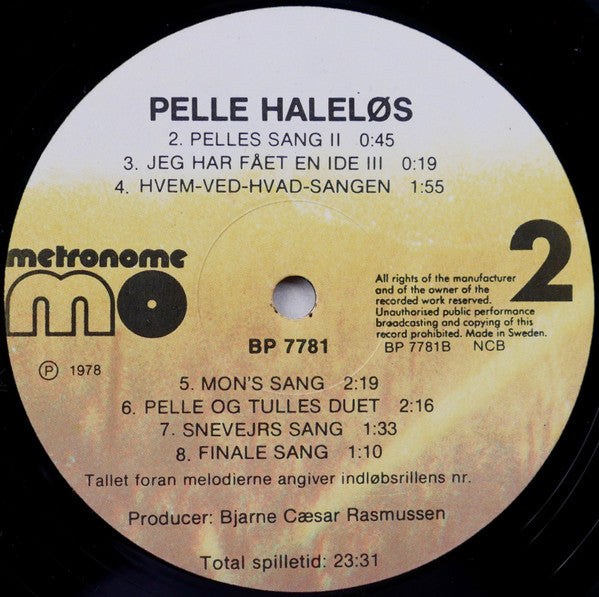 PELLE HALELØS
2. PELLES SANG II 0:45
3. JEG HAR FÅET EN IDE III 0:19
4. HVEM-VED-HVAD-SANGEN 1:55
metronome
mo
2
All rights of the manufacturer
and of the owner of the
recorded work reserved.
Unauthorised public performance
broadcasting and copying of this
record prohibited. Made in Sweden.
BP 7781B NCB
BP 7781
Ⓟ 1978
5. MON'S SANG 2:19
6. PELLE OG TULLES DUET 2:16
7. SNEVEJRS SANG 1:33
8. FINALE SANG 1:10
Tallet foran melodierne angiver indløbsrillens nr.
Producer: Bjarne Cæsar Rasmussen
Total spilletid: 23:31